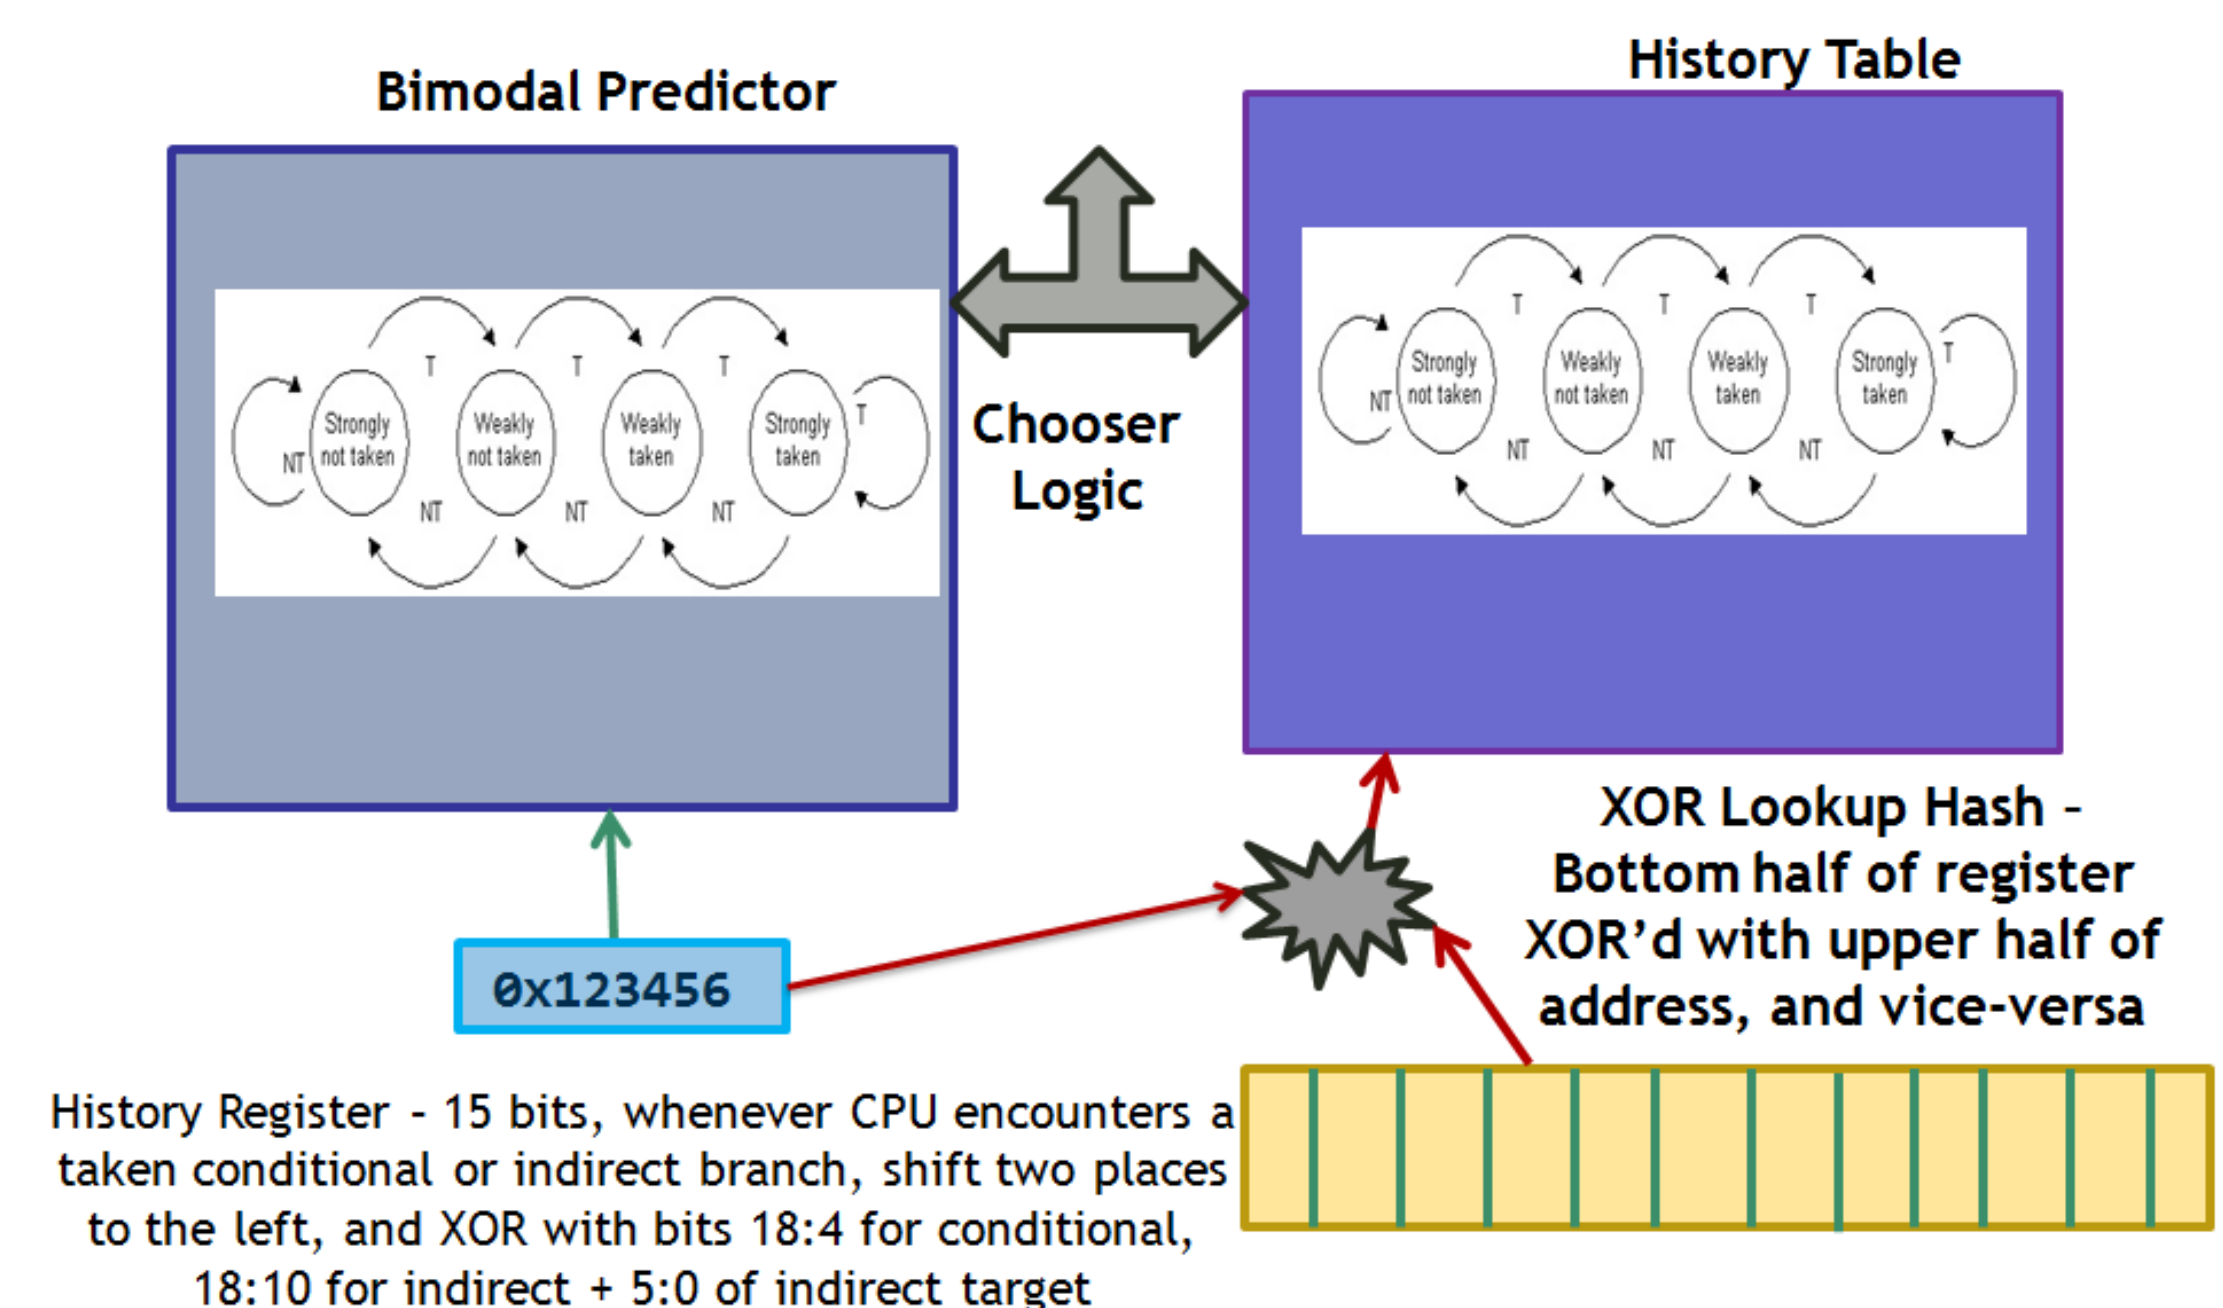 Bimodal Predictor
History Table
T
T
T
T
NT
Strongly
not taken
Weakly
not taken
Weakly
taken
Strongly
taken
NT
NT
NT
Chooser
Logic
T
T
T
T
NT
Strongly
not taken
Weakly
not taken
Weakly
taken
Strongly
taken
NT
NT
NT
XOR Lookup Hash –
Bottom half of register
XOR’d with upper half of
address, and vice-versa
0x123456
History Register – 15 bits, whenever CPU encounters a
taken conditional or indirect branch, shift two places
to the left, and XOR with bits 18:4 for conditional,
18:10 for indirect + 5:0 of indirect target